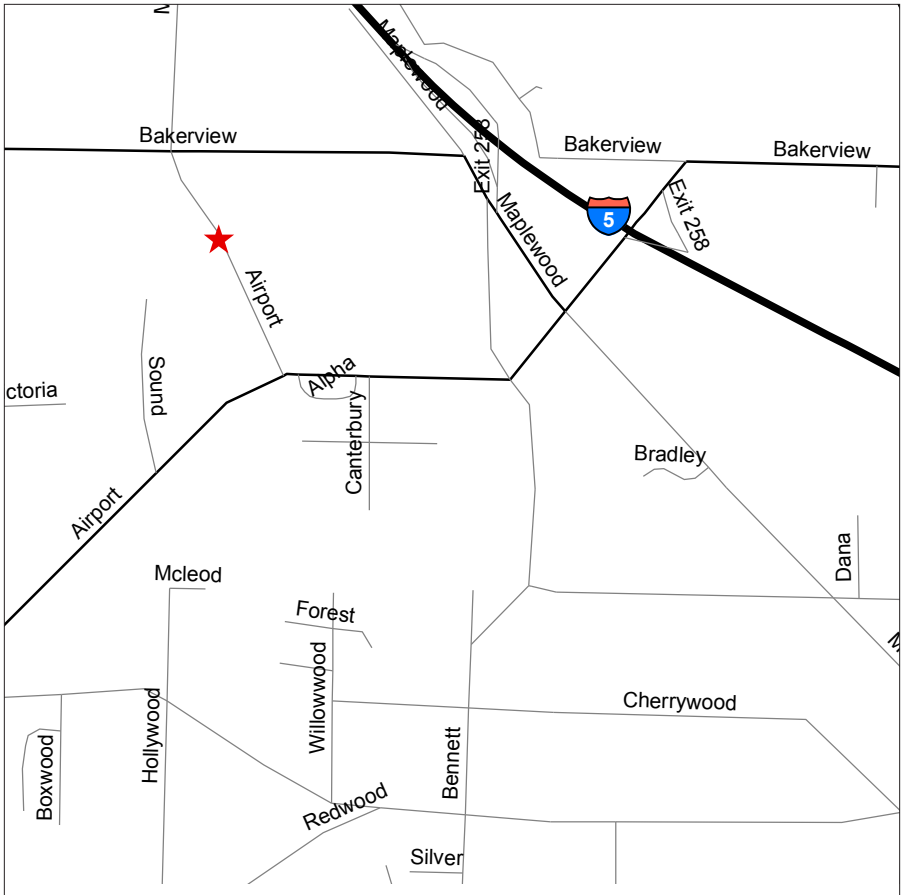 Maplewood
Bakerview
Exit 258
Bakerview
Bakerview
Exit 258
Maplewood
5
Airport
Sound
Alpha
ctoria
Canterbury
Bradley
Airport
Dana
Mcleod
Forest
Willowwood
Cherrywood
Hollywood
Bennett
Boxwood
Redwood
Silver